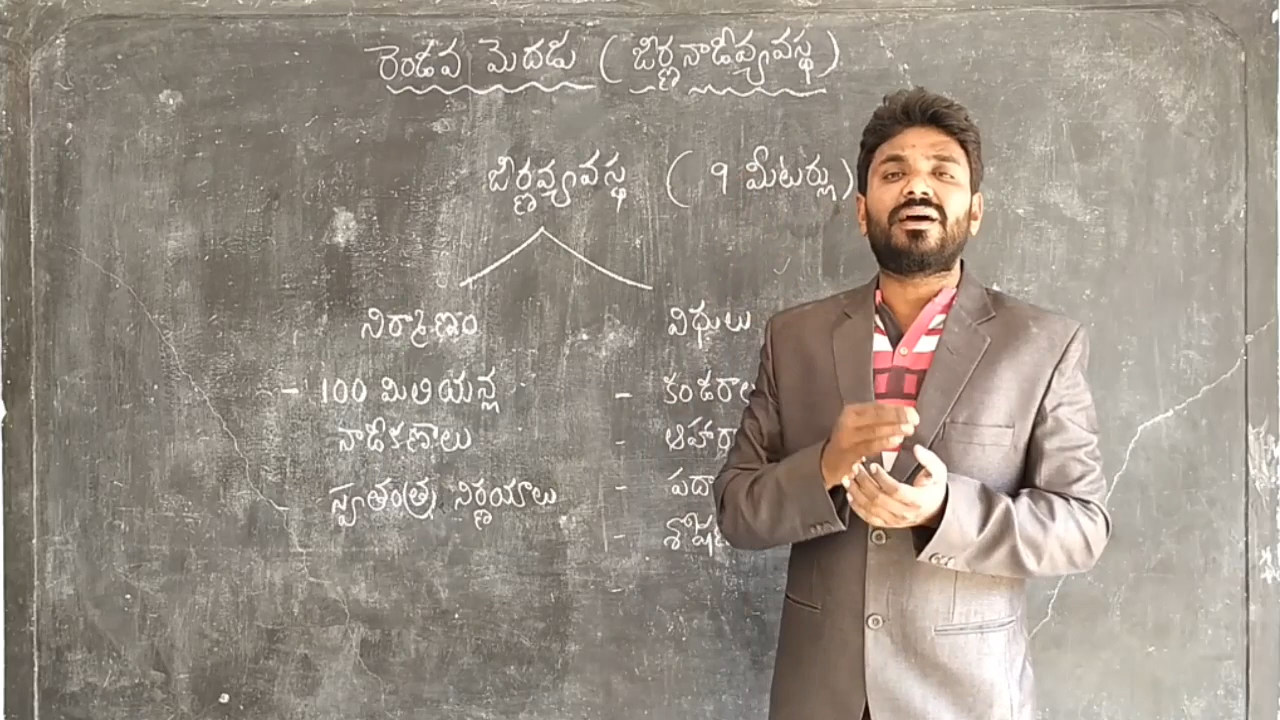 రెండవ మెదడు ( జీర్ణనాడీవ్యవస్థ )
జీర్ణవ్యవస్థ ( 9 మీటర్లు )
నిర్మాణం
- 100 మిలియన్ల
నాడీకణాలు
స్వతంత్ర నిర్ణయాలు
విధులు
-
-
-
-